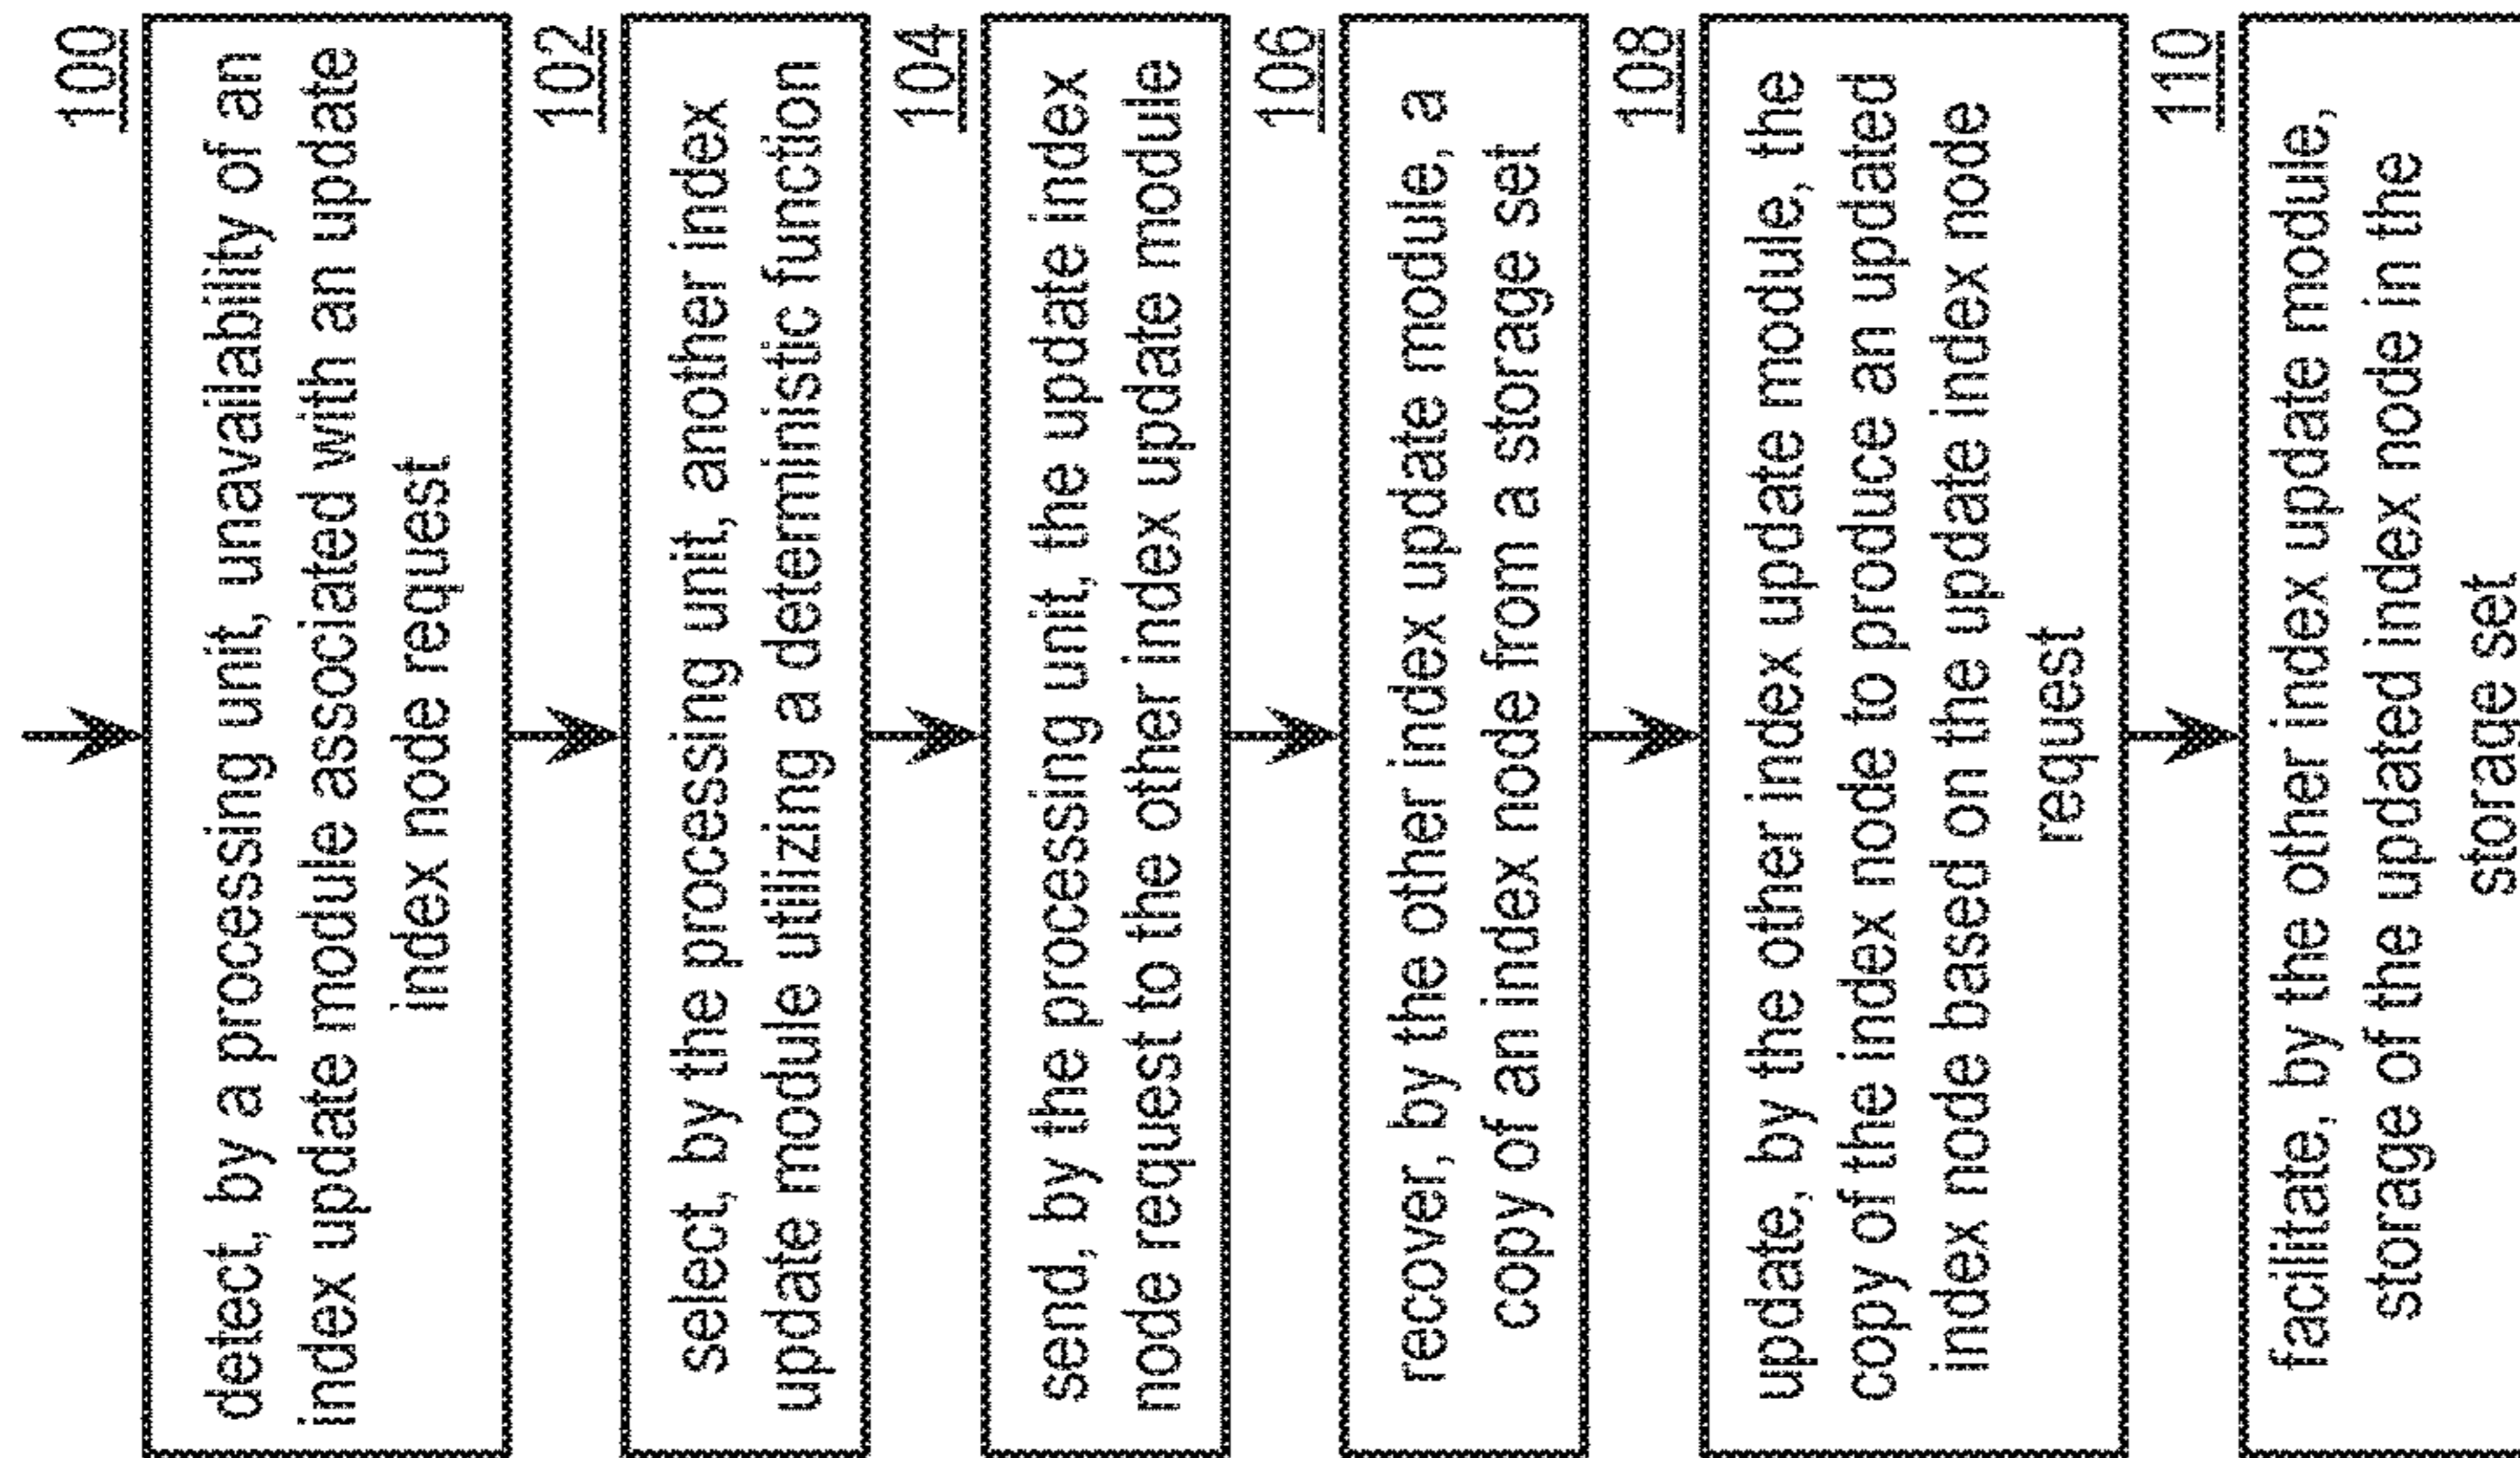 100
detect, by a processing unit, unavailability of an
index update module associated with an update
index node request
102
select, by the processing unit, another index
update module utilizing a deterministic function
104
send, by the processing unit, the update index
node request to the other index update module
106
recover, by the other index update module, a
copy of an index node from a storage set
108
update, by the other index update module, the
copy of the index node to produce an updated
index node based on the update index node
request
110
facilitate, by the other index update module,
storage of the updated index node in the
storage set